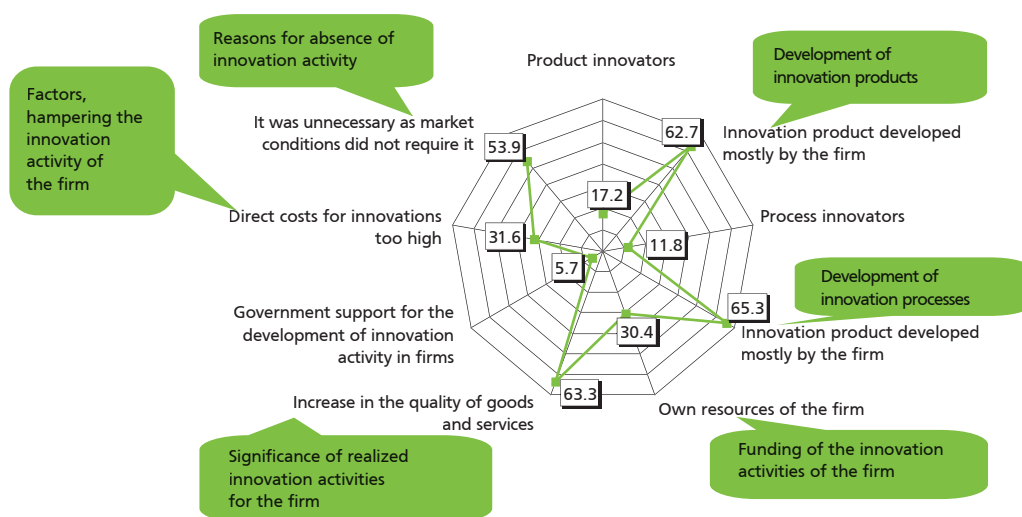 Reasons for absence of
innovation activity
Product innovators
Development of
innovation products
Factors,
hampering the
innovation
activity of
the firm
It was unnecessary as market
conditions did not require it
53.9
62.7
Innovation product developed
mostly by the firm
17.2
Direct costs for innovations
too high
31.6
11.8
Process innovators
5.7
Development of
innovation processes
65.3
Government support for the
development of innovation
activity in firms
30.4
Innovation product developed
mostly by the firm
Increase in the quality of goods
and services
63.3
Own resources of the firm
Significance of realized
innovation activities
for the firm
Funding of the innovation
activities of the firm